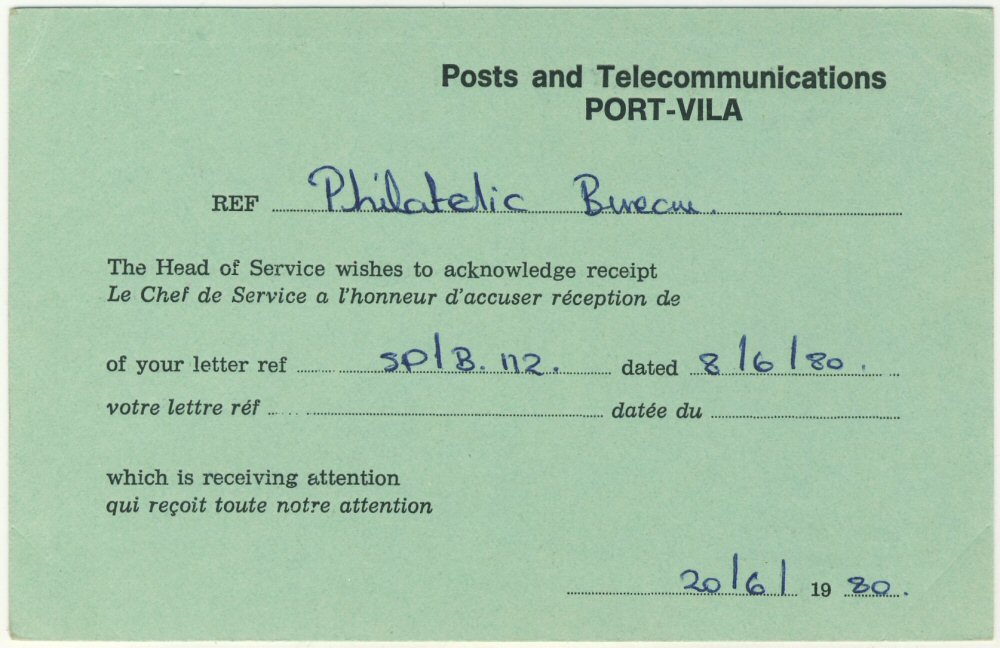 Posts and Telecommunications
PORT-VILA
REF Philatelic Bureau.
The Head of Service wishes to acknowledge receipt
Le Chef de Service a l'honneur d'accuser réception de
of your letter ref SP/B. 112. dated 8/6/80.
votre lettre réf datée du
which is receiving attention
qui reçoit toute notre attention
20/6/ 19 80.